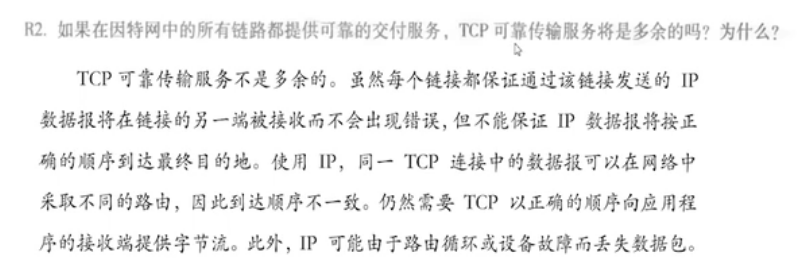 R2. 如果在因特网中的所有链路都提供可靠的交付服务，TCP 可靠传输服务将是多余的吗？为什么？
TCP 可靠传输服务不是多余的。虽然每个链接都保证通过该链接发送的 IP
数据报将在链接的另一端被接收而不会出现错误，但不能保证 IP 数据报将按正
确的顺序到达最终目的地。使用 IP，同一 TCP 连接中的数据报可以在网络中
采取不同的路由，因此到达顺序不一致。仍然需要 TCP 以正确的顺序向应用程
序的接收端提供字节流。此外，IP 可能由于路由循环或设备故障而丢失数据包。